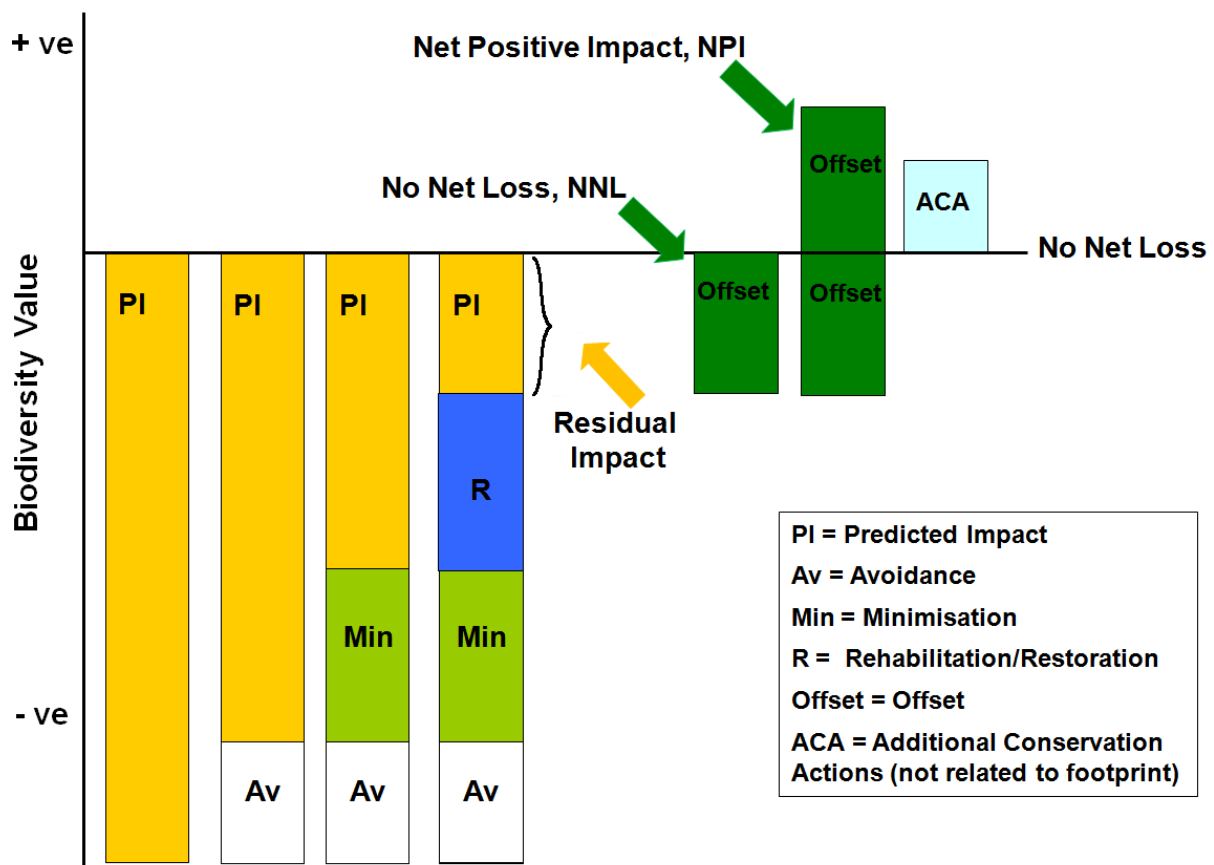 + ve
Net Positive Impact, NPI
Offset
No Net Loss, NNL
ACA
No Net Loss
Biodiversity Value
PI
PI
PI
PI
Offset
Offset
Residual
Impact
R
Min
Min
- ve
Av
Av
Av
PI = Predicted Impact
Av = Avoidance
Min = Minimisation
R = Rehabilitation/Restoration
Offset = Offset
ACA = Additional Conservation
Actions (not related to footprint)